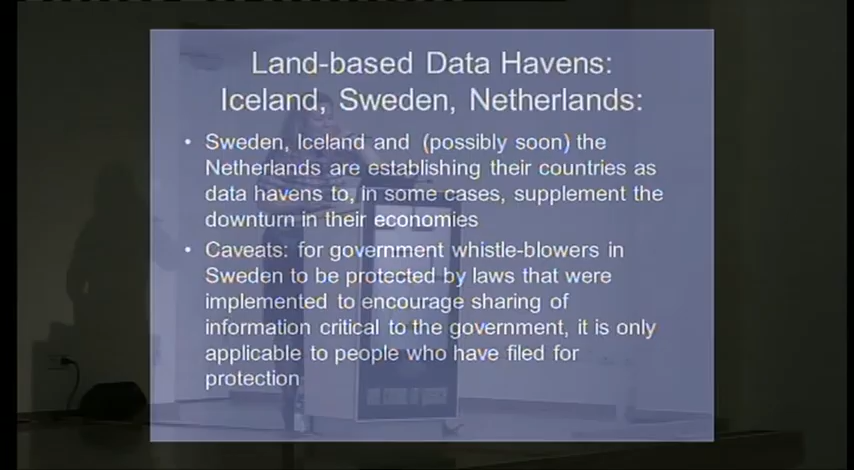 Land-based Data Havens:
Iceland, Sweden, Netherlands:
• Sweden, Iceland and (possibly soon) the
Netherlands are establishing their countries as
data havens to, in some cases, supplement the
downturn in their economies
• Caveats: for government whistle-blowers in
Sweden to be protected by laws that were
implemented to encourage sharing of
information critical to the government, it is only
applicable to people who have filed for
protection